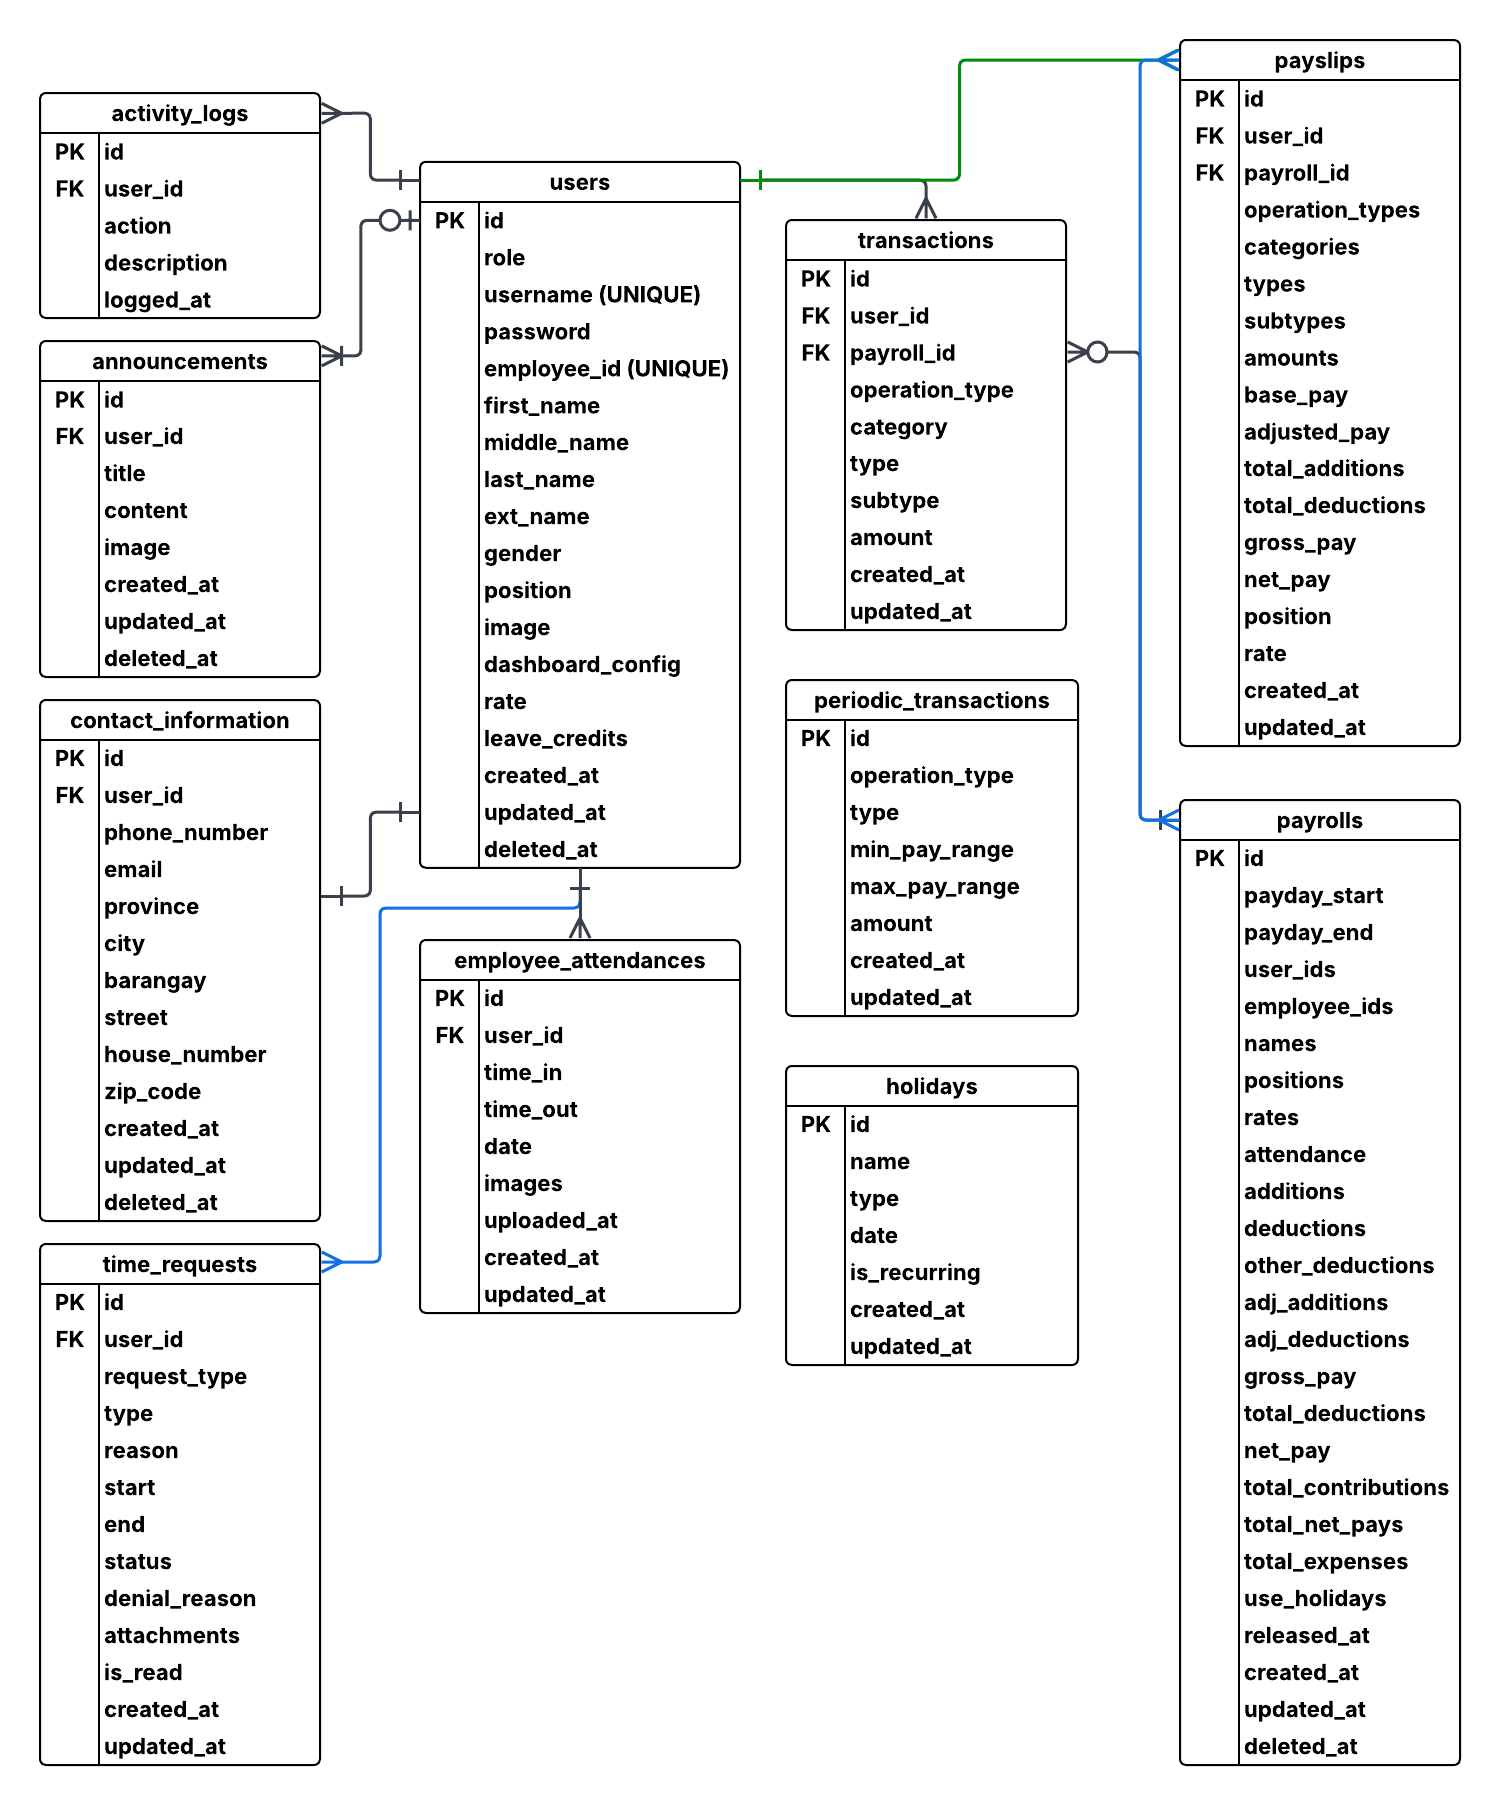 activity_logs
PK id
FK user_id
action
description
logged_at
announcements
PK id
FK user_id
title
content
image
created_at
updated_at
deleted_at
contact_information
PK id
FK user_id
phone_number
email
province
city
barangay
street
house_number
zip_code
created_at
updated_at
deleted_at
time_requests
PK id
FK user_id
request_type
type
reason
start
end
status
denial_reason
attachments
is_read
created_at
updated_at
users
PK id
role
username (UNIQUE)
password
employee_id (UNIQUE)
first_name
middle_name
last_name
ext_name
gender
position
image
dashboard_config
rate
leave_credits
created_at
updated_at
deleted_at
employee_attendances
PK id
FK user_id
time_in
time_out
date
images
uploaded_at
created_at
updated_at
transactions
PK id
FK user_id
FK payroll_id
operation_type
category
type
subtype
amount
created_at
updated_at
periodic_transactions
PK id
operation_type
type
min_pay_range
max_pay_range
amount
created_at
updated_at
holidays
PK id
name
type
date
is_recurring
created_at
updated_at
payslips
PK id
FK user_id
FK payroll_id
operation_types
categories
types
subtypes
amounts
base_pay
adjusted_pay
total_additions
total_deductions
gross_pay
net_pay
position
rate
created_at
updated_at
payrolls
PK id
payday_start
payday_end
user_ids
employee_ids
names
positions
rates
attendance
additions
deductions
other_deductions
adj_additions
adj_deductions
gross_pay
total_deductions
net_pay
total_contributions
total_net_pays
total_expenses
use_holidays
released_at
created_at
updated_at
deleted_at